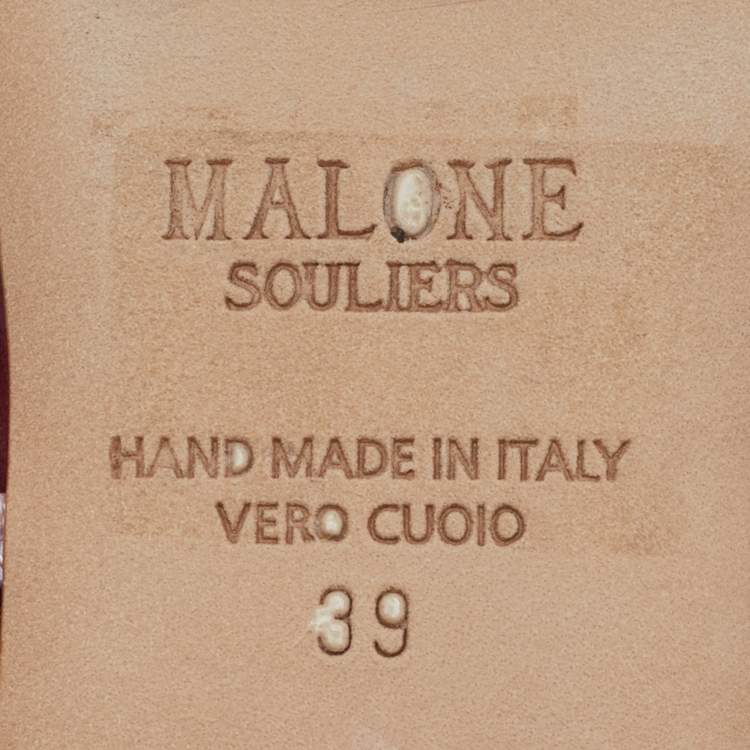 MALONE
SOULIERS
HAND MADE IN ITALY
VERO CUOIO
39